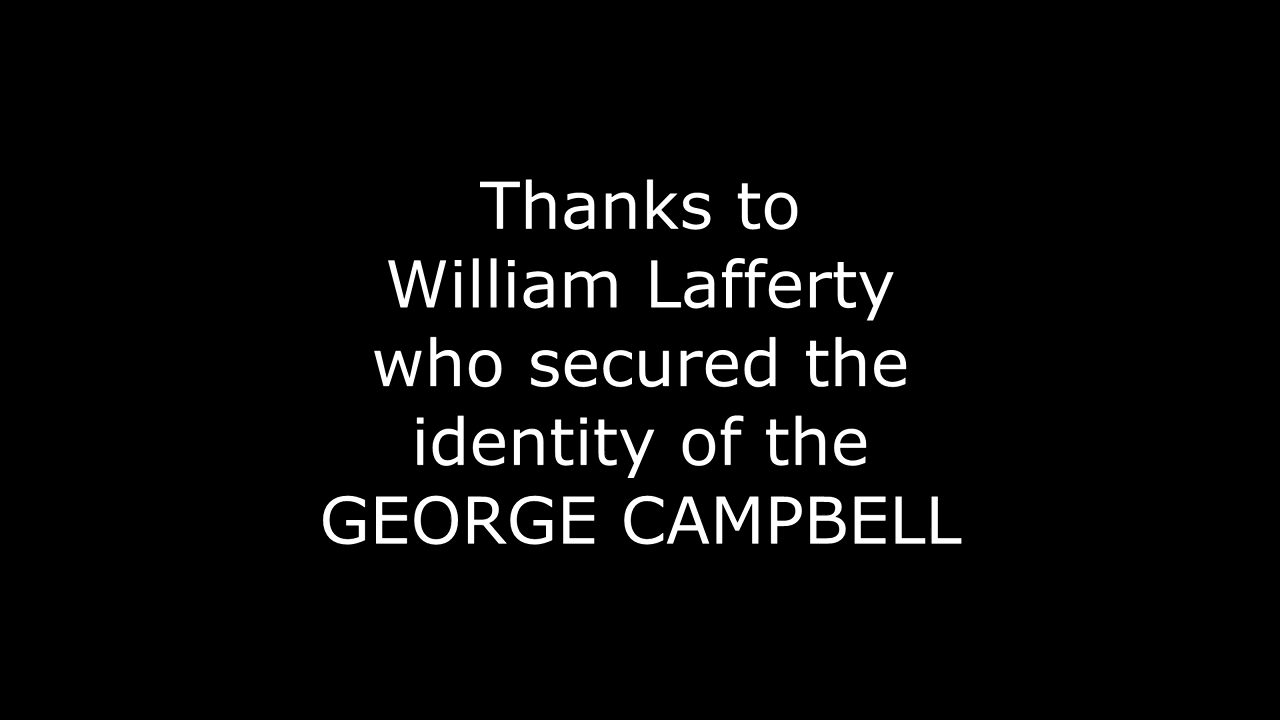 Thanks to
William Lafferty
who secured the
identity of the
GEORGE CAMPBELL